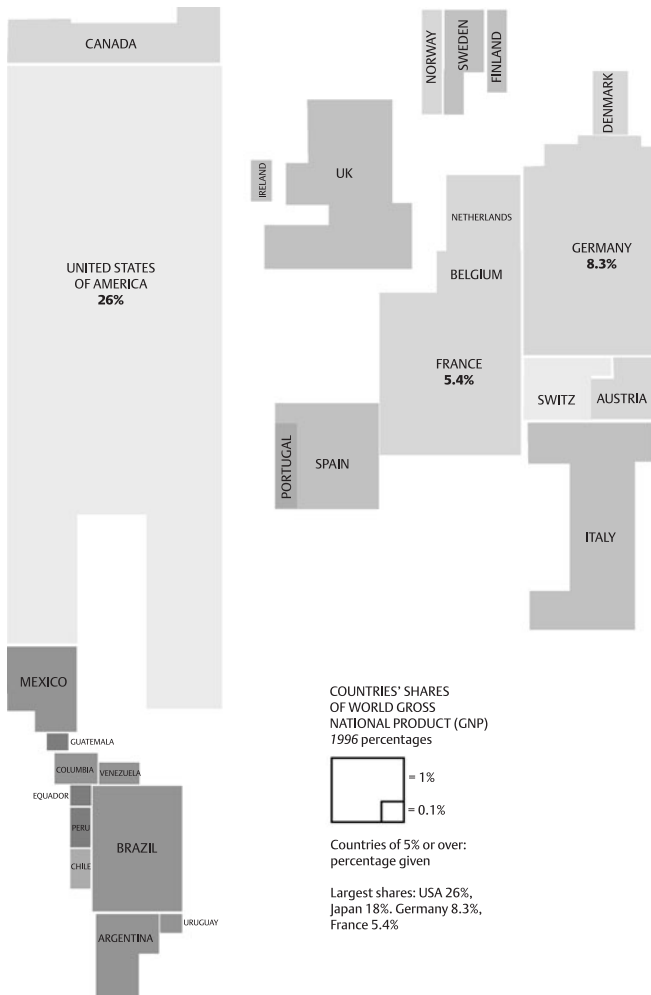 CANADA
UNITED STATES
OF AMERICA
26%
MEXICO
GUATEMALA
COLUMBIA
VENEZUELA
EQUADOR
PERU
BRAZIL
CHILE
URUGUAY
ARGENTINA
NORWAY
SWEDEN
FINLAND
DENMARK
IRELAND
UK
NETHERLANDS
BELGIUM
GERMANY
8.3%
FRANCE
5.4%
SWITZ
AUSTRIA
PORTUGAL
SPAIN
ITALY
COUNTRIES’ SHARES
OF WORLD GROSS
NATIONAL PRODUCT (GNP)
1996 percentages
= 1%
= 0.1%
Countries of 5% or over:
percentage given
Largest shares: USA 26%,
Japan 18%. Germany 8.3%,
France 5.4%